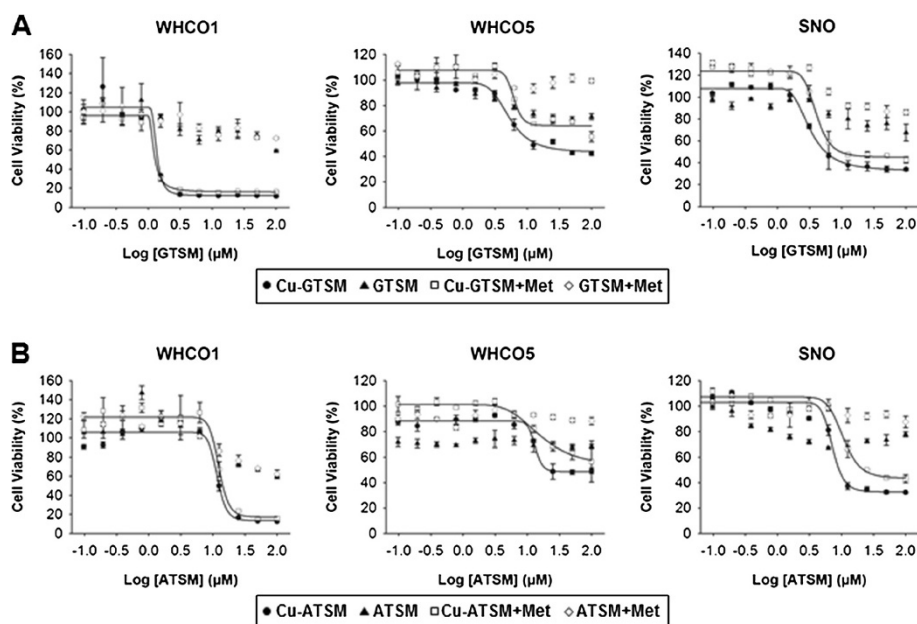 A
WHCO1
WHCO5
SNO
Cell Viability (%)
160
140
120
100
80
60
40
20
0
-1.0 -0.5 0.0 0.5 1.0 1.5 2.0
Log [GTSM] (µM)
Cell Viability (%)
120
100
80
60
40
20
0
-1.0 -0.5 0.0 0.5 1.0 1.5 2.0
Log [GTSM] (µM)
Cell Viability (%)
140
120
100
80
60
40
20
0
-1.0 -0.5 0.0 0.5 1.0 1.5 2.0
Log [GTSM] (µM)
Cu-GTSM GTSM Cu-GTSM+Met GTSM+Met
B
WHCO1
WHCO5
SNO
Cell Viability (%)
160
140
120
100
80
60
40
20
0
-1.0 -0.5 0.0 0.5 1.0 1.5 2.0
Log [ATSM] (µM)
Cell Viability (%)
120
100
80
60
40
20
0
-1.0 -0.5 0.0 0.5 1.0 1.5 2.0
Log [ATSM] (µM)
Cell Viability (%)
120
100
80
60
40
20
0
-1.0 -0.5 0.0 0.5 1.0 1.5 2.0
Log [ATSM] (µM)
Cu-ATSM ATSM Cu-ATSM+Met ATSM+Met